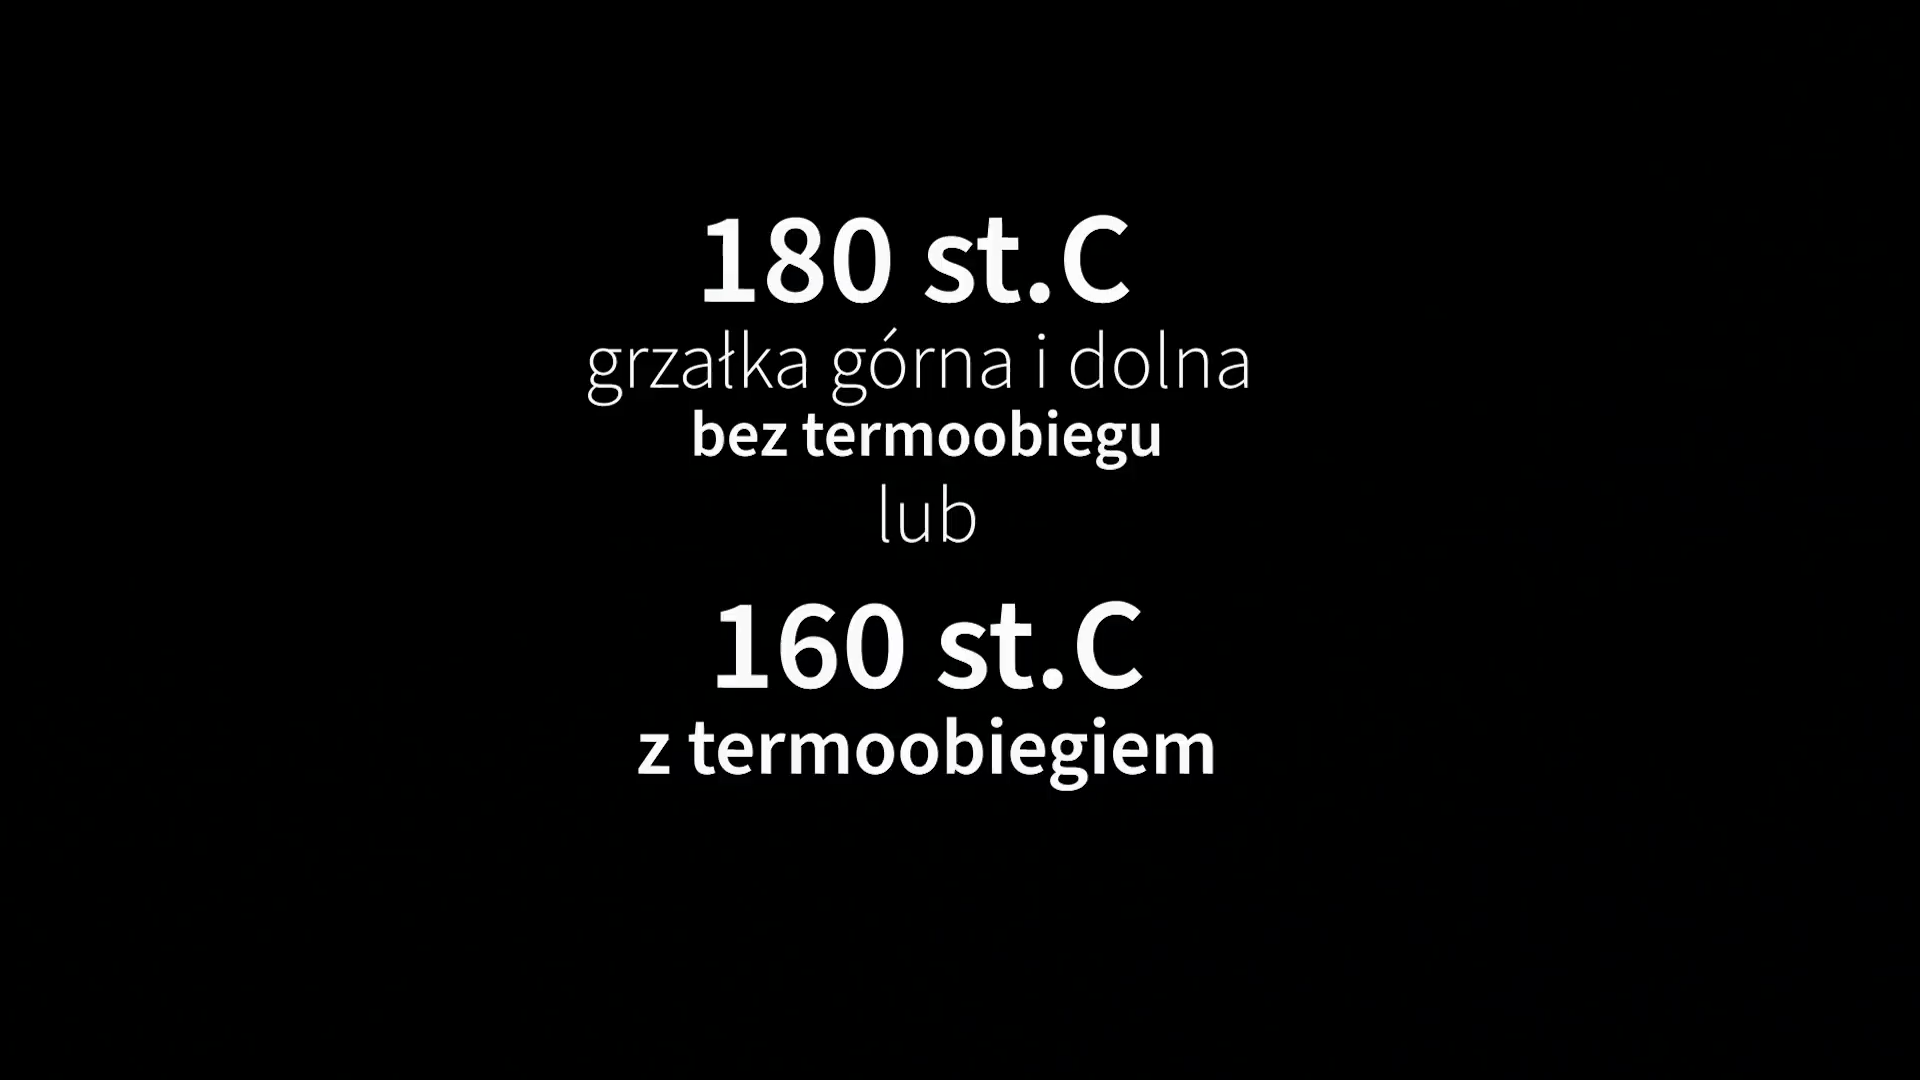 180 st.C
grzałka górna i dolna
bez termoobiegu
lub
160 st.C
z termoobiegiem